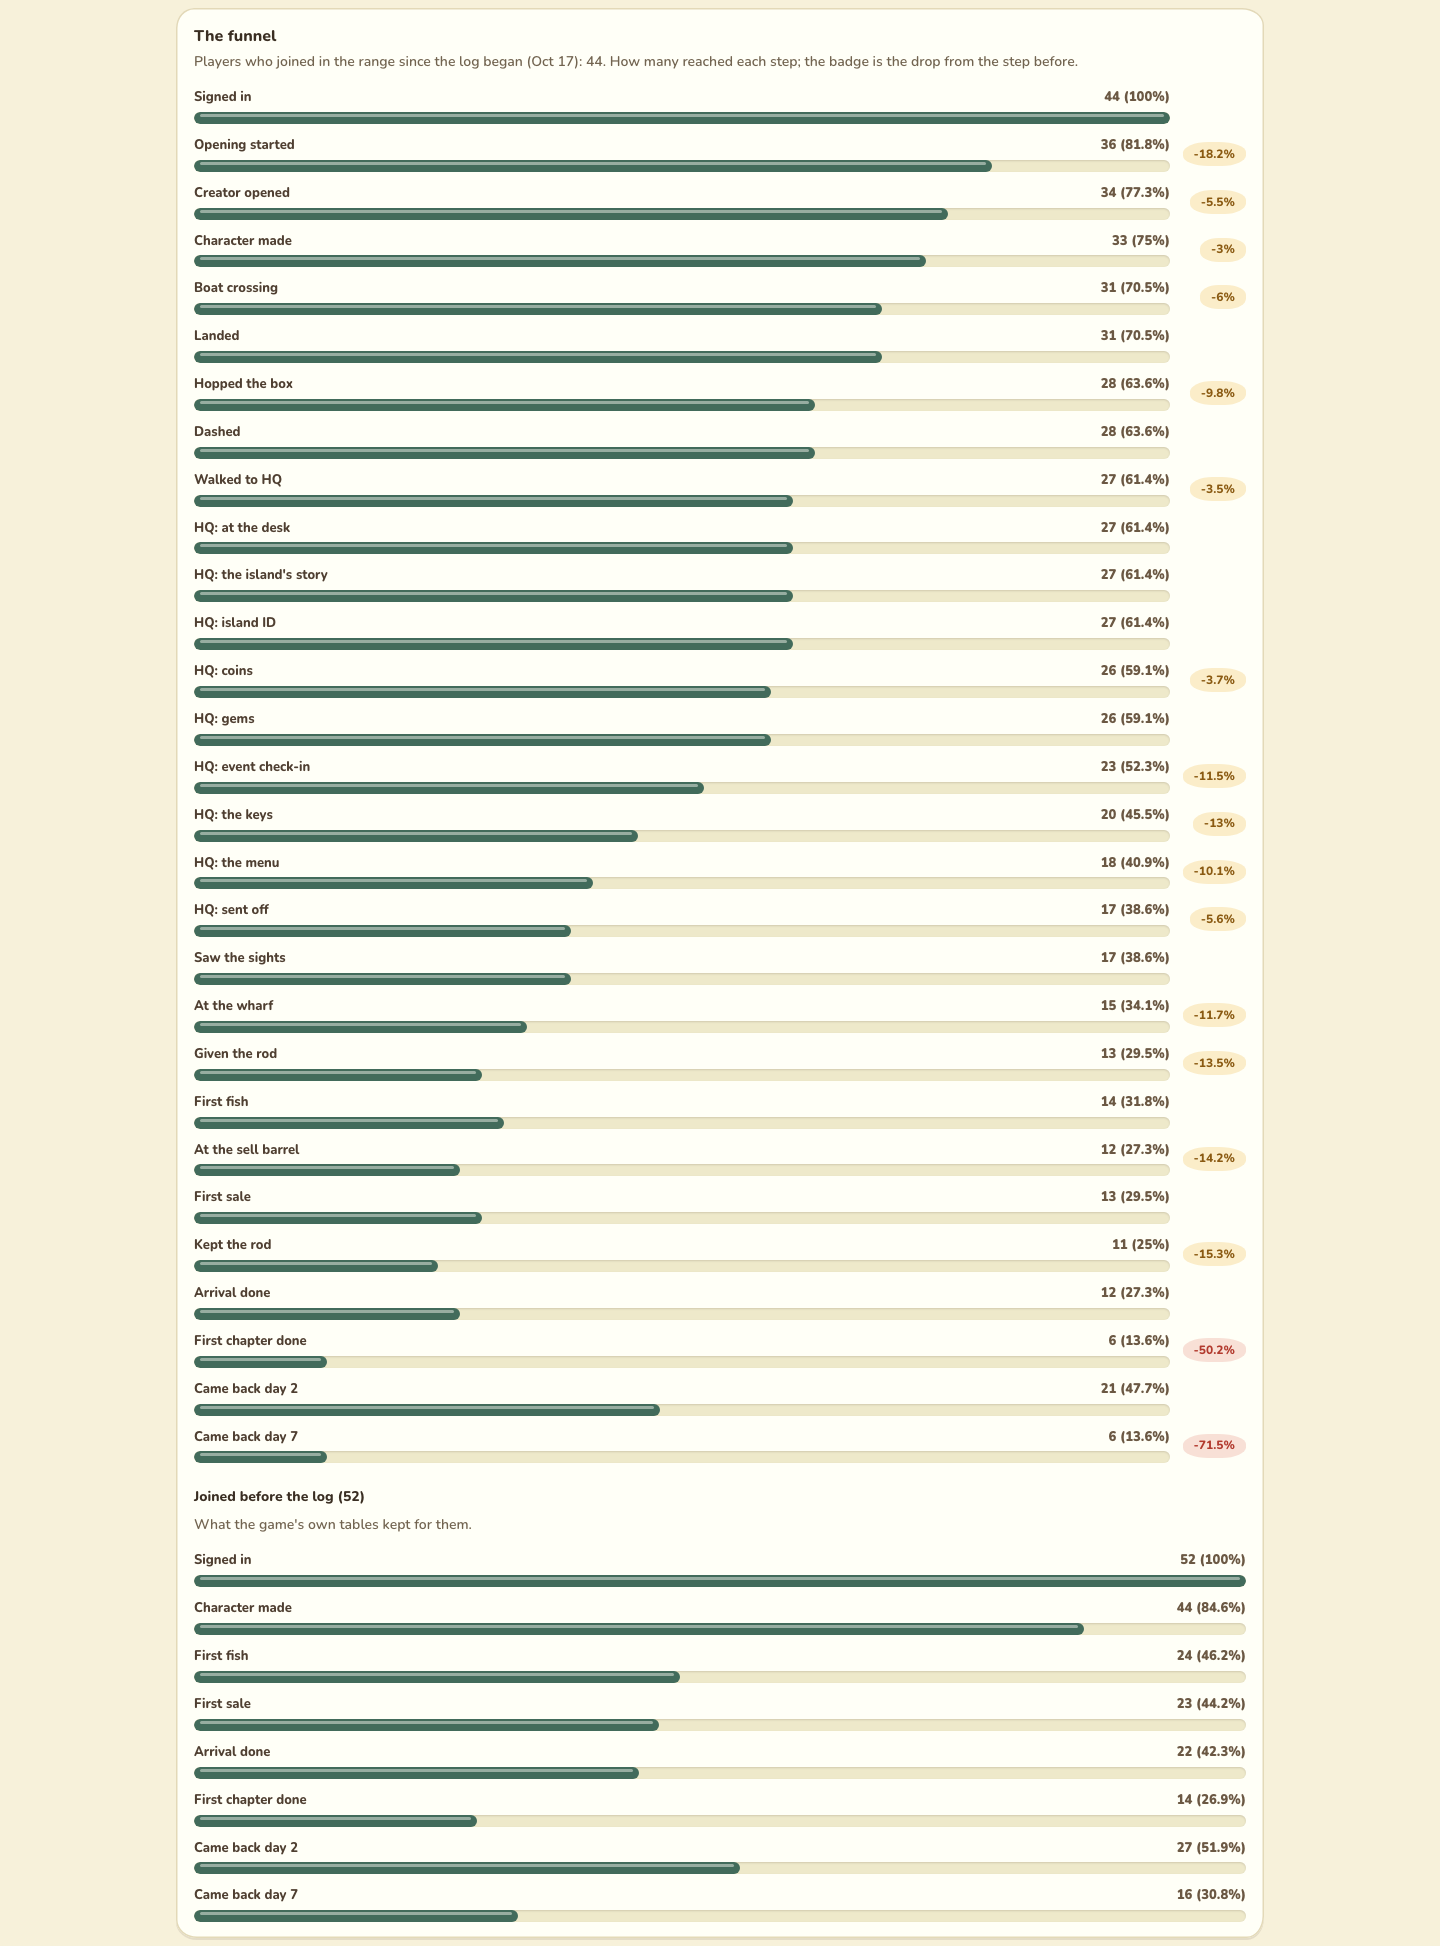 The funnel
Players who joined in the range since the log began (Oct 17): 44. How many reached each step; the badge is the drop from the step before.
Signed in 44 (100%)
Opening started 36 (81.8%) -18.2%
Creator opened 34 (77.3%) -5.5%
Character made 33 (75%) -3%
Boat crossing 31 (70.5%) -6%
Landed 31 (70.5%)
Hopped the box 28 (63.6%) -9.8%
Dashed 28 (63.6%)
Walked to HQ 27 (61.4%) -3.5%
HQ: at the desk 27 (61.4%)
HQ: the island's story 27 (61.4%)
HQ: island ID 27 (61.4%)
HQ: coins 26 (59.1%) -3.7%
HQ: gems 26 (59.1%)
HQ: event check-in 23 (52.3%) -11.5%
HQ: the keys 20 (45.5%) -13%
HQ: the menu 18 (40.9%) -10.1%
HQ: sent off 17 (38.6%) -5.6%
Saw the sights 17 (38.6%)
At the wharf 15 (34.1%) -11.7%
Given the rod 13 (29.5%) -13.5%
First fish 14 (31.8%)
At the sell barrel 12 (27.3%) -14.2%
First sale 13 (29.5%)
Kept the rod 11 (25%) -15.3%
Arrival done 12 (27.3%)
First chapter done 6 (13.6%) -50.2%
Came back day 2 21 (47.7%)
Came back day 7 6 (13.6%) -71.5%
Joined before the log (52)
What the game's own tables kept for them.
Signed in 52 (100%)
Character made 44 (84.6%)
First fish 24 (46.2%)
First sale 23 (44.2%)
Arrival done 22 (42.3%)
First chapter done 14 (26.9%)
Came back day 2 27 (51.9%)
Came back day 7 16 (30.8%)